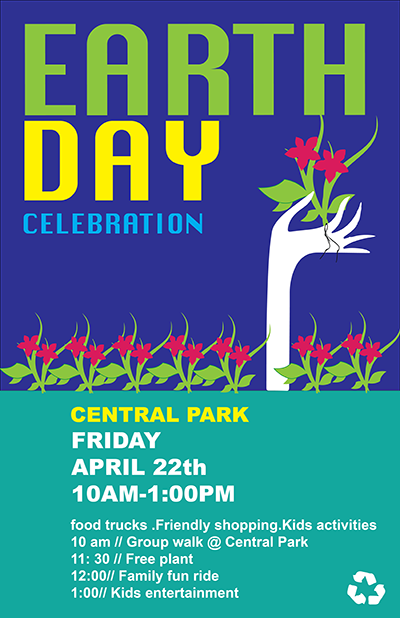 EARTH
DAY
CELEBRATION
CENTRAL PARK
FRIDAY
APRIL 22th
10AM-1:00PM
food trucks .Friendly shopping.Kids activities
10 am // Group walk @ Central Park
11: 30 // Free plant
12:00// Family fun ride
1:00// Kids entertainment